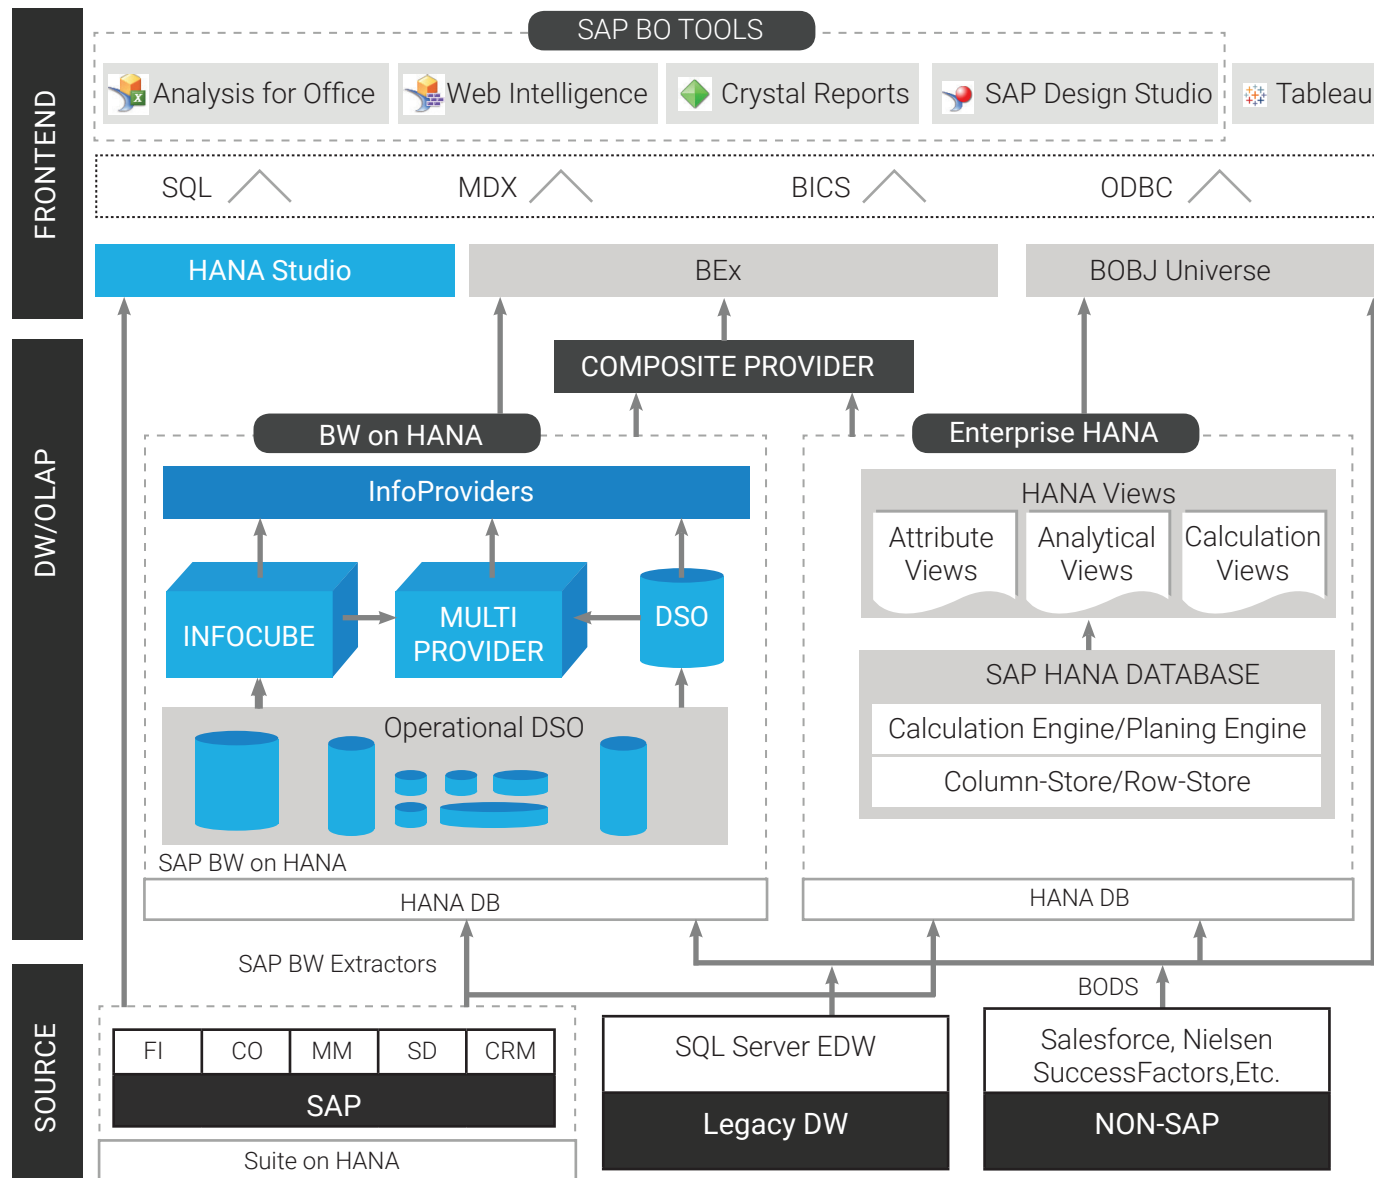 FRONTEND
SAP BO TOOLS
Analysis for Office
Web Intelligence
Crystal Reports
SAP Design Studio
Tableau
SQL
MDX
BICS
ODBC
HANA Studio
BEx
BOBJ Universe
DW/OLAP
COMPOSITE PROVIDER
BW on HANA
InfoProviders
INFOCUBE
MULTI
PROVIDER
DSO
Operational DSO
SAP BW on HANA
HANA DB
Enterprise HANA
HANA Views
Attribute
Views
Analytical
Views
Calculation
Views
SAP HANA DATABASE
Calculation Engine/Planing Engine
Column-Store/Row-Store
HANA DB
SOURCE
SAP BW Extractors
BODS
FI
CO
MM
SD
CRM
SAP
Suite on HANA
SQL Server EDW
Legacy DW
Salesforce, Nielsen
SuccessFactors,Etc.
NON-SAP